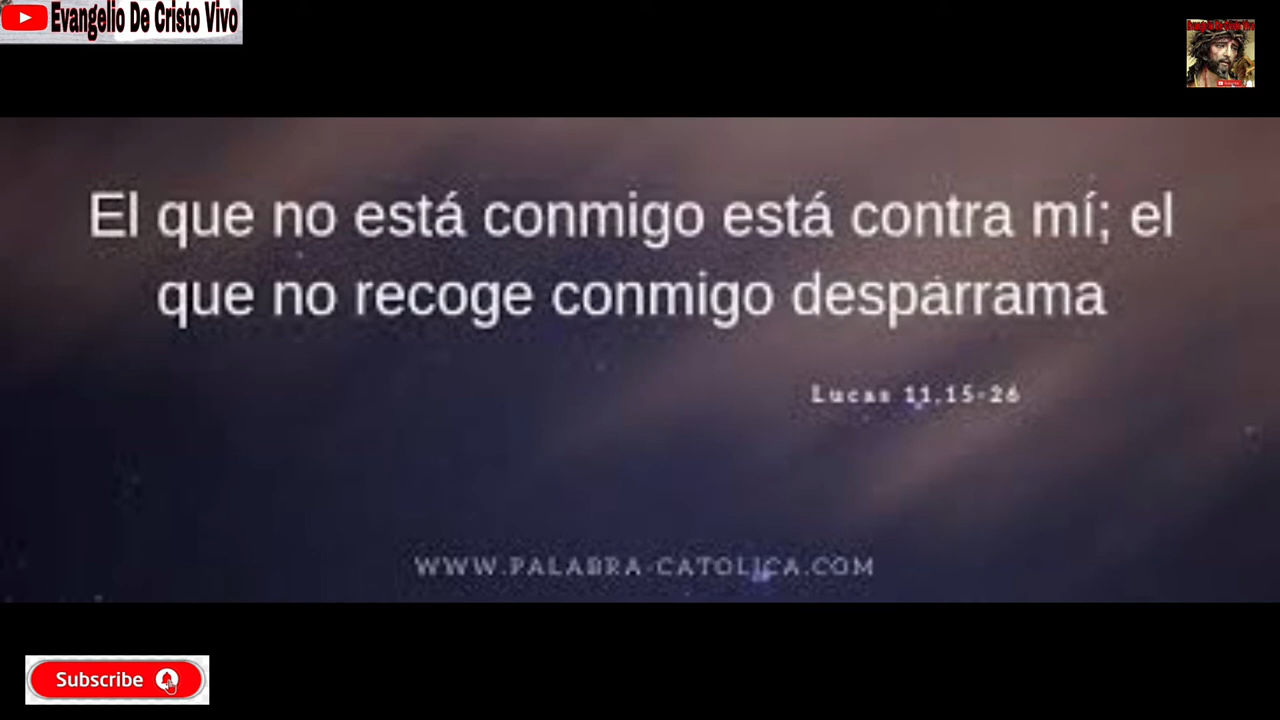 Evangelio De Cristo Vivo
El que no está conmigo está contra mí; el
que no recoge conmigo desparrama
Lucas 11,15-26
WWW.PALABRA-CATOLICA.COM
Subscribe